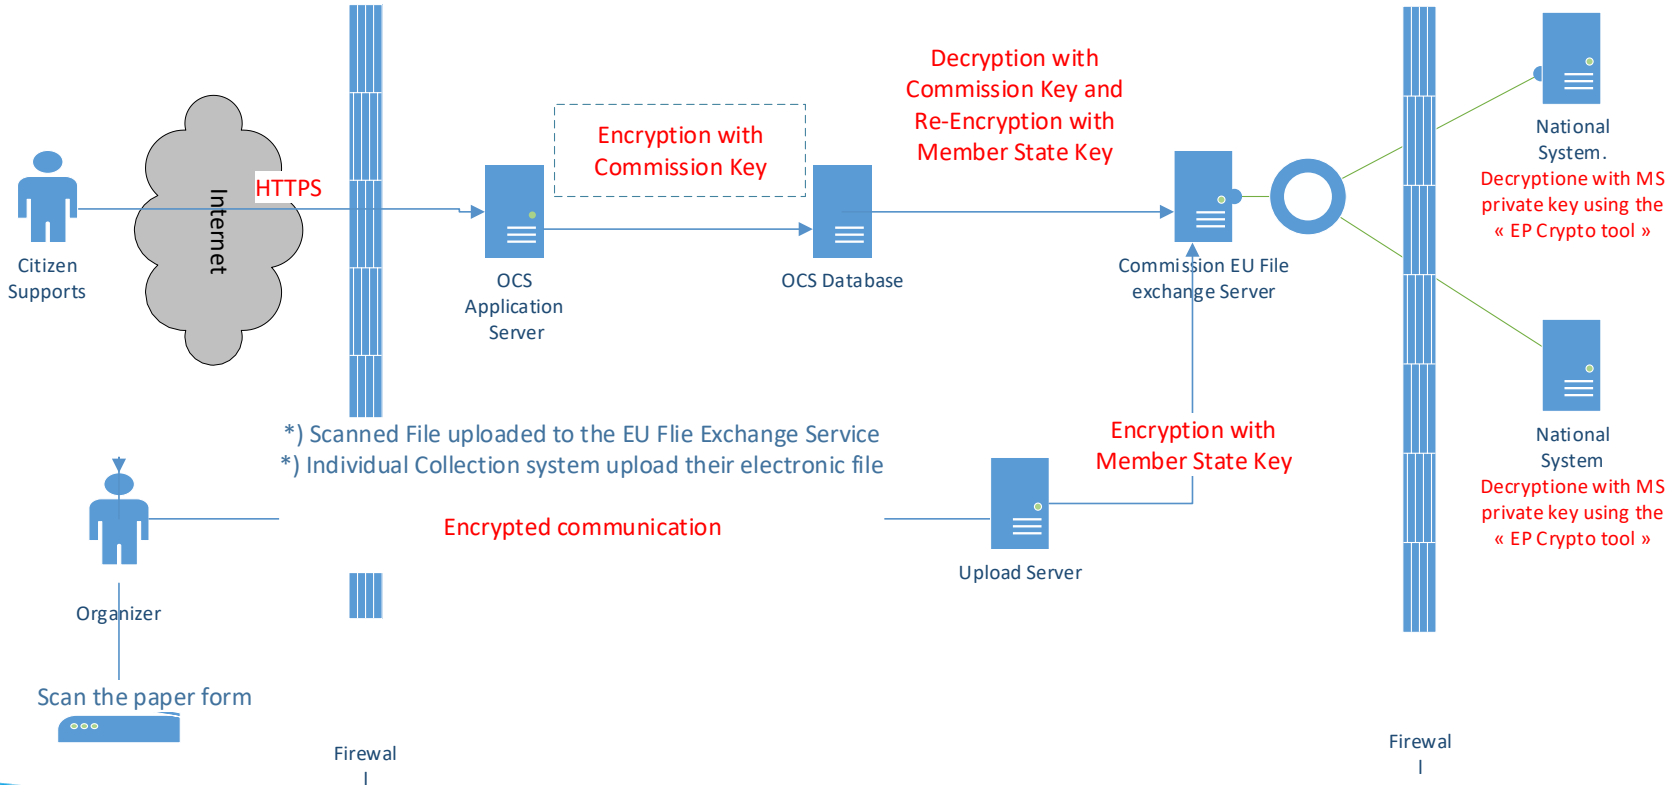 Decryption with
Commission Key and
Re-Encryption with
Member State Key
Encryption with
Commission Key
National
System.
Decryptione with MS
private key using the
« EP Crypto tool »
HTTPS
Internet
Citizen
Supports
OCS
Application
Server
OCS Database
Commission EU File
exchange Server
*) Scanned File uploaded to the EU Flie Exchange Service
*) Individual Collection system upload their electronic file
Encryption with
Member State Key
National
System
Decryptione with MS
private key using the
« EP Crypto tool »
Encrypted communication
Upload Server
Organizer
Scan the paper form
Firewal
l
Firewal
l